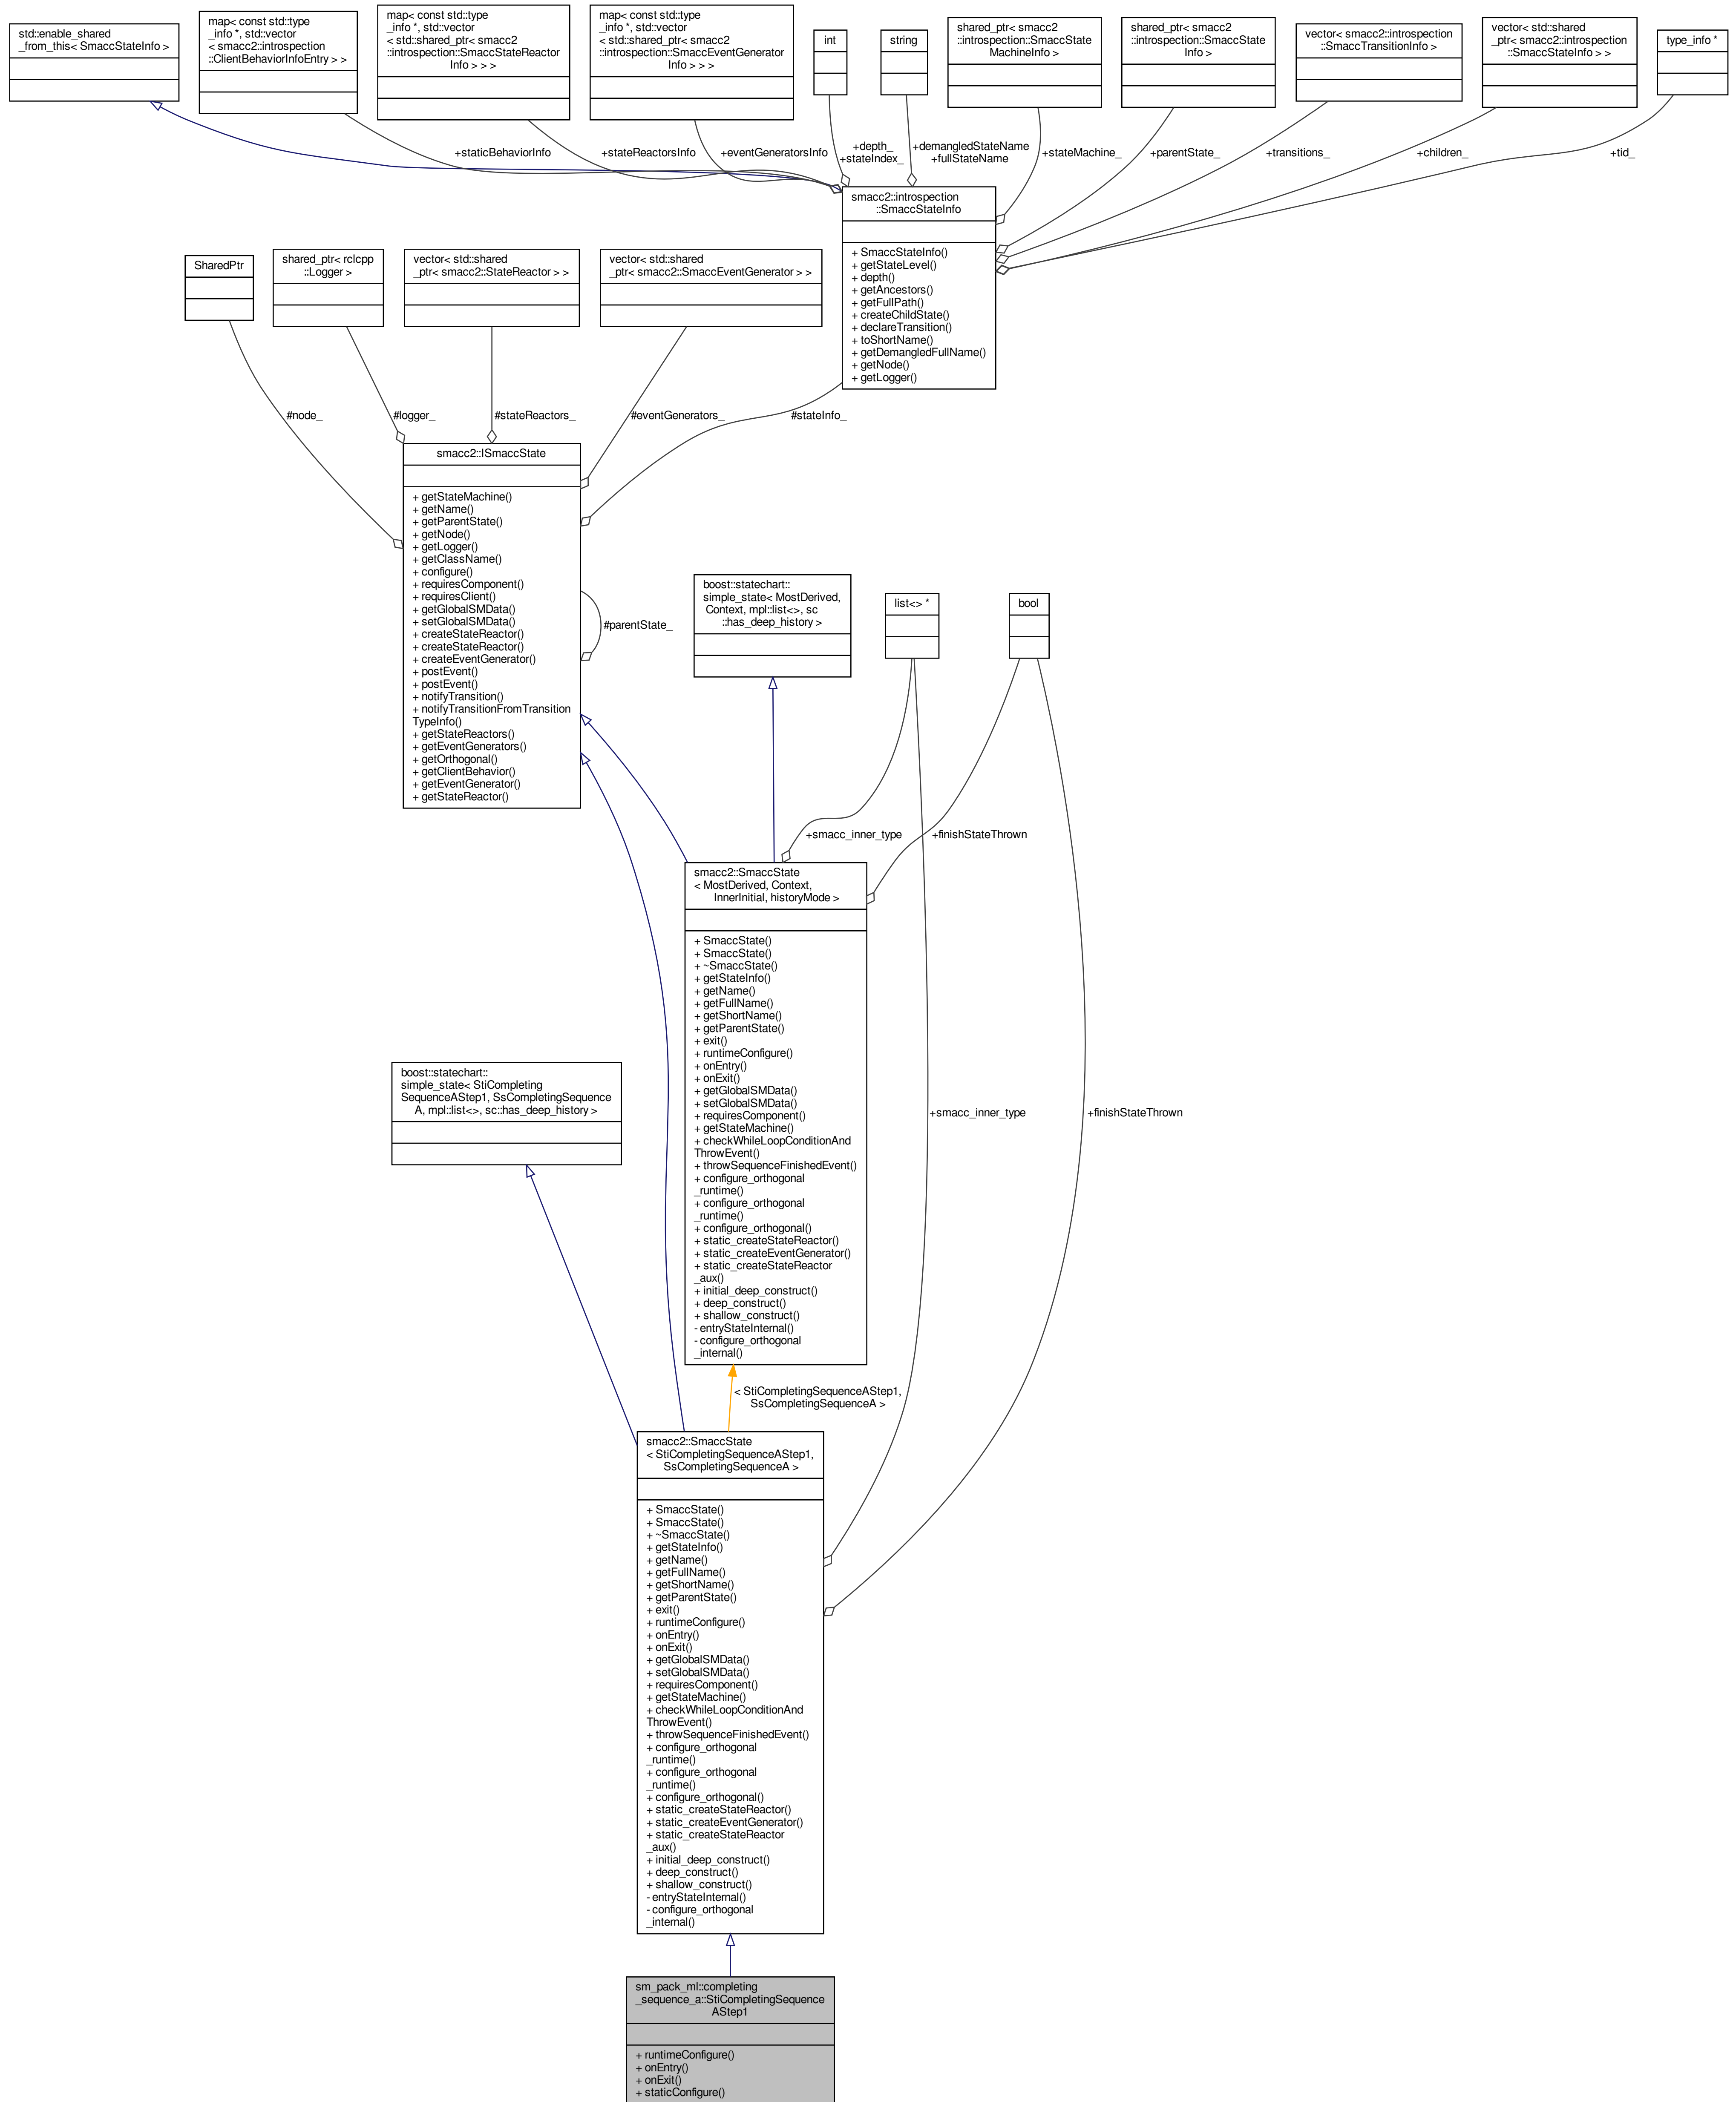 std::enable_shared
_from_this< SmaccStateInfo >
map< const std::type
_info *, std::vector
< smacc2::introspection
::ClientBehaviorInfoEntry > >
map< const std::type
_info *, std::vector
< std::shared_ptr< smacc2
::introspection::SmaccStateReactor
Info > > >
map< const std::type
_info *, std::vector
< std::shared_ptr< smacc2
::introspection::SmaccEventGenerator
Info > > >
int
string
shared_ptr< smacc2
::introspection::SmaccState
MachineInfo >
shared_ptr< smacc2
::introspection::SmaccState
Info >
vector< smacc2::introspection
::SmaccTransitionInfo >
vector< std::shared
_ptr< smacc2::introspection
::SmaccStateInfo > >
type_info *
+staticBehaviorInfo
+stateReactorsInfo
+eventGeneratorsInfo
+depth_
+stateIndex_
+demangledStateName
+fullStateName
+stateMachine_
+parentState_
+transitions_
+children_
+tid_
smacc2::introspection
::SmaccStateInfo
+ SmaccStateInfo()
+ getStateLevel()
+ depth()
+ getAncestors()
+ getFullPath()
+ createChildState()
+ declareTransition()
+ toShortName()
+ getDemangledFullName()
+ getNode()
+ getLogger()
SharedPtr
shared_ptr< rclcpp
::Logger >
vector< std::shared
_ptr< smacc2::StateReactor > >
vector< std::shared
_ptr< smacc2::SmaccEventGenerator > >
#node_
#logger_
#stateReactors_
#eventGenerators_
#stateInfo_
smacc2::ISmaccState
+ getStateMachine()
+ getName()
+ getParentState()
+ getNode()
+ getLogger()
+ getClassName()
+ configure()
+ requiresComponent()
+ requiresClient()
+ getGlobalSMData()
+ setGlobalSMData()
+ createStateReactor()
+ createStateReactor()
+ createEventGenerator()
+ postEvent()
+ postEvent()
+ notifyTransition()
+ notifyTransitionFromTransition
TypeInfo()
+ getStateReactors()
+ getEventGenerators()
+ getOrthogonal()
+ getClientBehavior()
+ getEventGenerator()
+ getStateReactor()
#parentState_
boost::statechart::
simple_state< MostDerived,
Context, mpl::list<>, sc
::has_deep_history >
list<> *
bool
+smacc_inner_type
+finishStateThrown
smacc2::SmaccState
< MostDerived, Context,
InnerInitial, historyMode >
+ SmaccState()
+ SmaccState()
+ ~SmaccState()
+ getStateInfo()
+ getName()
+ getFullName()
+ getShortName()
+ getParentState()
+ exit()
+ runtimeConfigure()
+ onEntry()
+ onExit()
+ getGlobalSMData()
+ setGlobalSMData()
+ requiresComponent()
+ getStateMachine()
+ checkWhileLoopConditionAnd
ThrowEvent()
+ throwSequenceFinishedEvent()
+ configure_orthogonal
_runtime()
+ configure_orthogonal
_runtime()
+ configure_orthogonal()
+ static_createStateReactor()
+ static_createEventGenerator()
+ static_createStateReactor
_aux()
+ initial_deep_construct()
+ deep_construct()
+ shallow_construct()
- entryStateInternal()
- configure_orthogonal
_internal()
boost::statechart::
simple_state< StiCompleting
SequenceAStep1, SsCompletingSequence
A, mpl::list<>, sc::has_deep_history >
+smacc_inner_type
+finishStateThrown
< StiCompletingSequenceAStep1,
SsCompletingSequenceA >
smacc2::SmaccState
< StiCompletingSequenceAStep1,
SsCompletingSequenceA >
+ SmaccState()
+ SmaccState()
+ ~SmaccState()
+ getStateInfo()
+ getName()
+ getFullName()
+ getShortName()
+ getParentState()
+ exit()
+ runtimeConfigure()
+ onEntry()
+ onExit()
+ getGlobalSMData()
+ setGlobalSMData()
+ requiresComponent()
+ getStateMachine()
+ checkWhileLoopConditionAnd
ThrowEvent()
+ throwSequenceFinishedEvent()
+ configure_orthogonal
_runtime()
+ configure_orthogonal
_runtime()
+ configure_orthogonal()
+ static_createStateReactor()
+ static_createEventGenerator()
+ static_createStateReactor
_aux()
+ initial_deep_construct()
+ deep_construct()
+ shallow_construct()
- entryStateInternal()
- configure_orthogonal
_internal()
sm_pack_ml::completing
_sequence_a::StiCompletingSequence
AStep1
+ runtimeConfigure()
+ onEntry()
+ onExit()
+ staticConfigure()